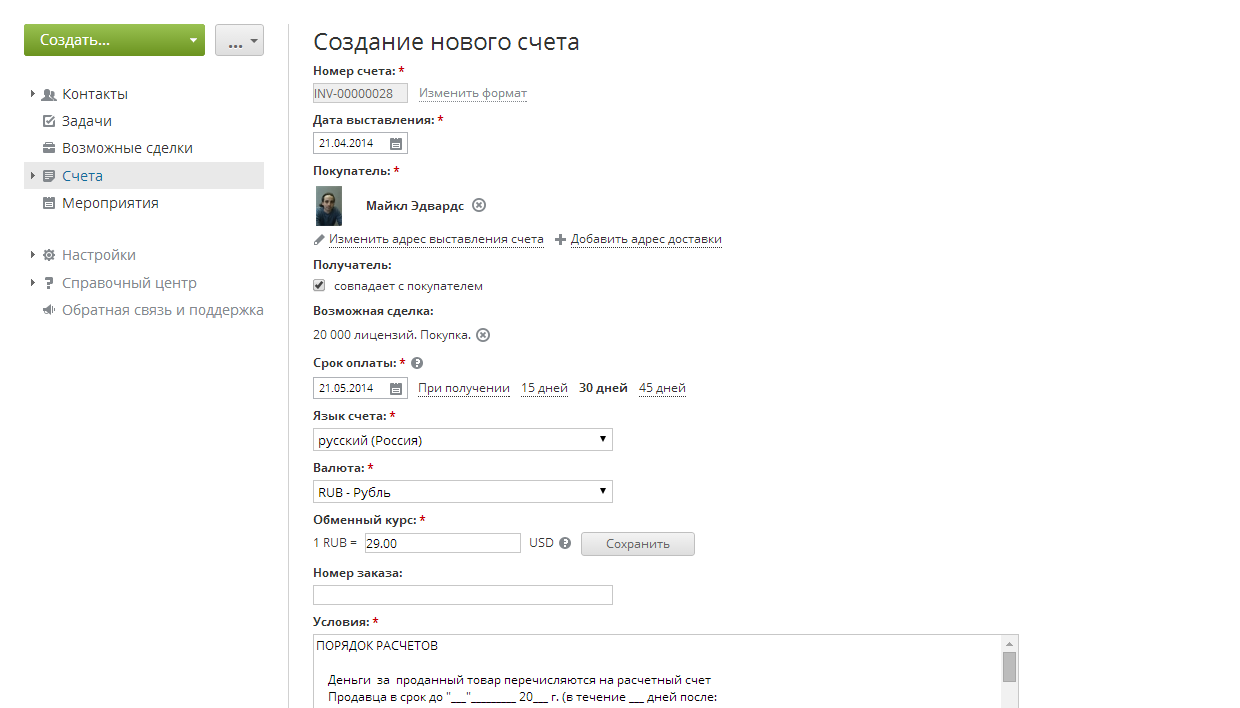 Создать...
...
Контакты
Задачи
Возможные сделки
Счета
Мероприятия
Настройки
Справочный центр
Обратная связь и поддержка
Создание нового счета
Номер счета: *
INV-00000028 Изменить формат
Дата выставления: *
21.04.2014
Покупатель: *
Майкл Эдвардс
Изменить адрес выставления счета Добавить адрес доставки
Получатель:
совпадает с покупателем
Возможная сделка:
20 000 лицензий. Покупка.
Срок оплаты: * ?
21.05.2014 При получении 15 дней 30 дней 45 дней
Язык счета: *
русский (Россия)
Валюта: *
RUB - Рубль
Обменный курс: *
1 RUB = 29.00 USD ? Сохранить
Номер заказа:
Условия: *
ПОРЯДОК РАСЧЕТОВ
Деньги за проданный товар перечисляются на расчетный счет
Продавца в срок до "___"________ 20___ г. (в течение ___ дней после: